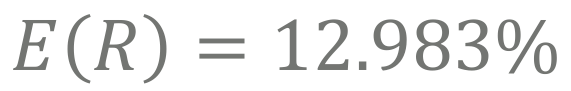 E(R) = 12.983%